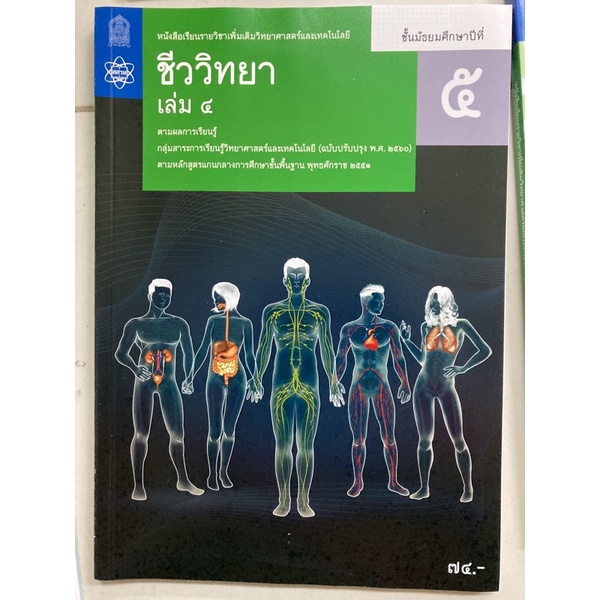 หนังสือเรียนรายวิชาเพิ่มเติมวิทยาศาสตร์และเทคโนโลยี
ชั้นมัธยมศึกษาปีที่
๕
ชีววิทยา
เล่ม ๔
ตามผลการเรียนรู้
กลุ่มสาระการเรียนรู้วิทยาศาสตร์และเทคโนโลยี (ฉบับปรับปรุง พ.ศ. ๒๕๖๐)
ตามหลักสูตรแกนกลางการศึกษาขั้นพื้นฐาน พุทธศักราช ๒๕๕๑
สสวท
๗๔.-